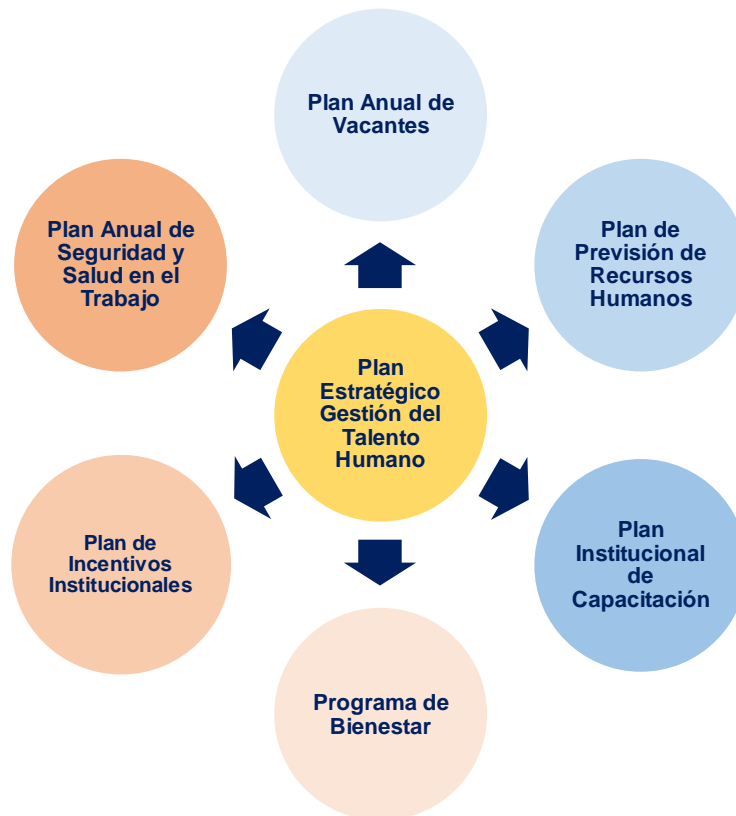 Plan Anual de
Vacantes
Plan Anual de
Seguridad y
Salud en el
Trabajo
Plan de
Previsión de
Recursos
Humanos
Plan
Estratégico
Gestión del
Talento
Humano
Plan de
Incentivos
Institucionales
Plan
Institucional
de
Capacitación
Programa de
Bienestar